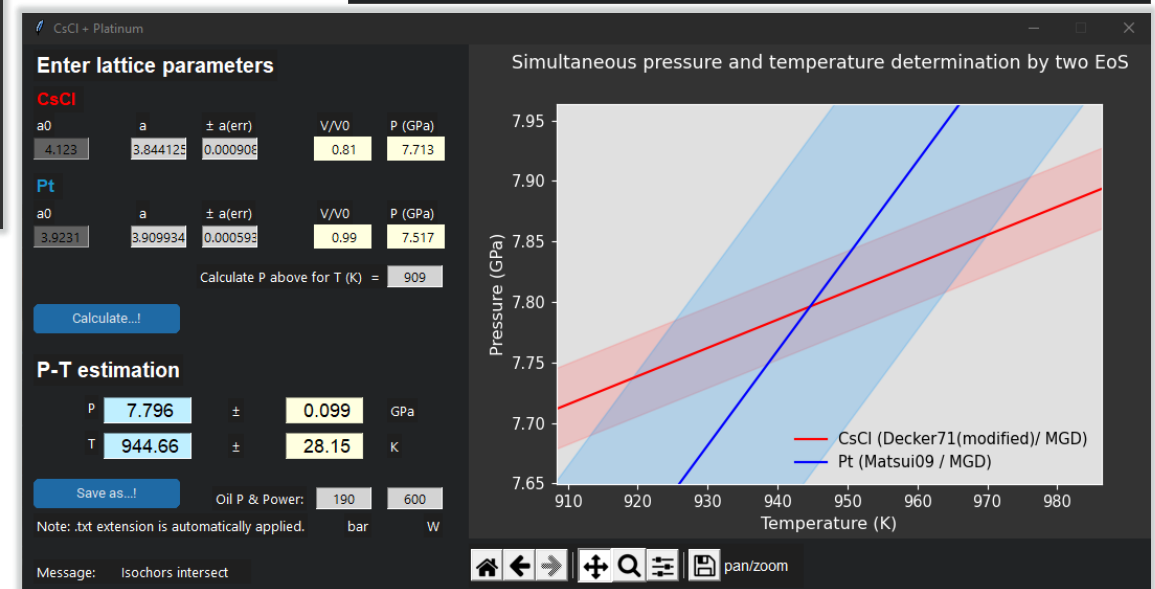 CsCl + Platinum
Enter lattice parameters
CsCl
a0 a ± a(err) V/V0 P (GPa)
4.123 3.844125 0.000908 0.81 7.713
Pt
a0 a ± a(err) V/V0 P (GPa)
3.9231 3.909934 0.000593 0.99 7.517
Calculate P above for T (K) = 909
Calculate...!
P-T estimation
P 7.796 ± 0.099 GPa
T 944.66 ± 28.15 K
Save as...! Oil P & Power: 190 600
Note: .txt extension is automatically applied. bar W
Message: Isochors intersect
Simultaneous pressure and temperature determination by two EoS
Pressure (GPa)
7.95
7.90
7.85
7.80
7.75
7.70
7.65
CsCl (Decker71(modified)/ MGD)
Pt (Matsui09 / MGD)
910 920 930 940 950 960 970 980
Temperature (K)
pan/zoom